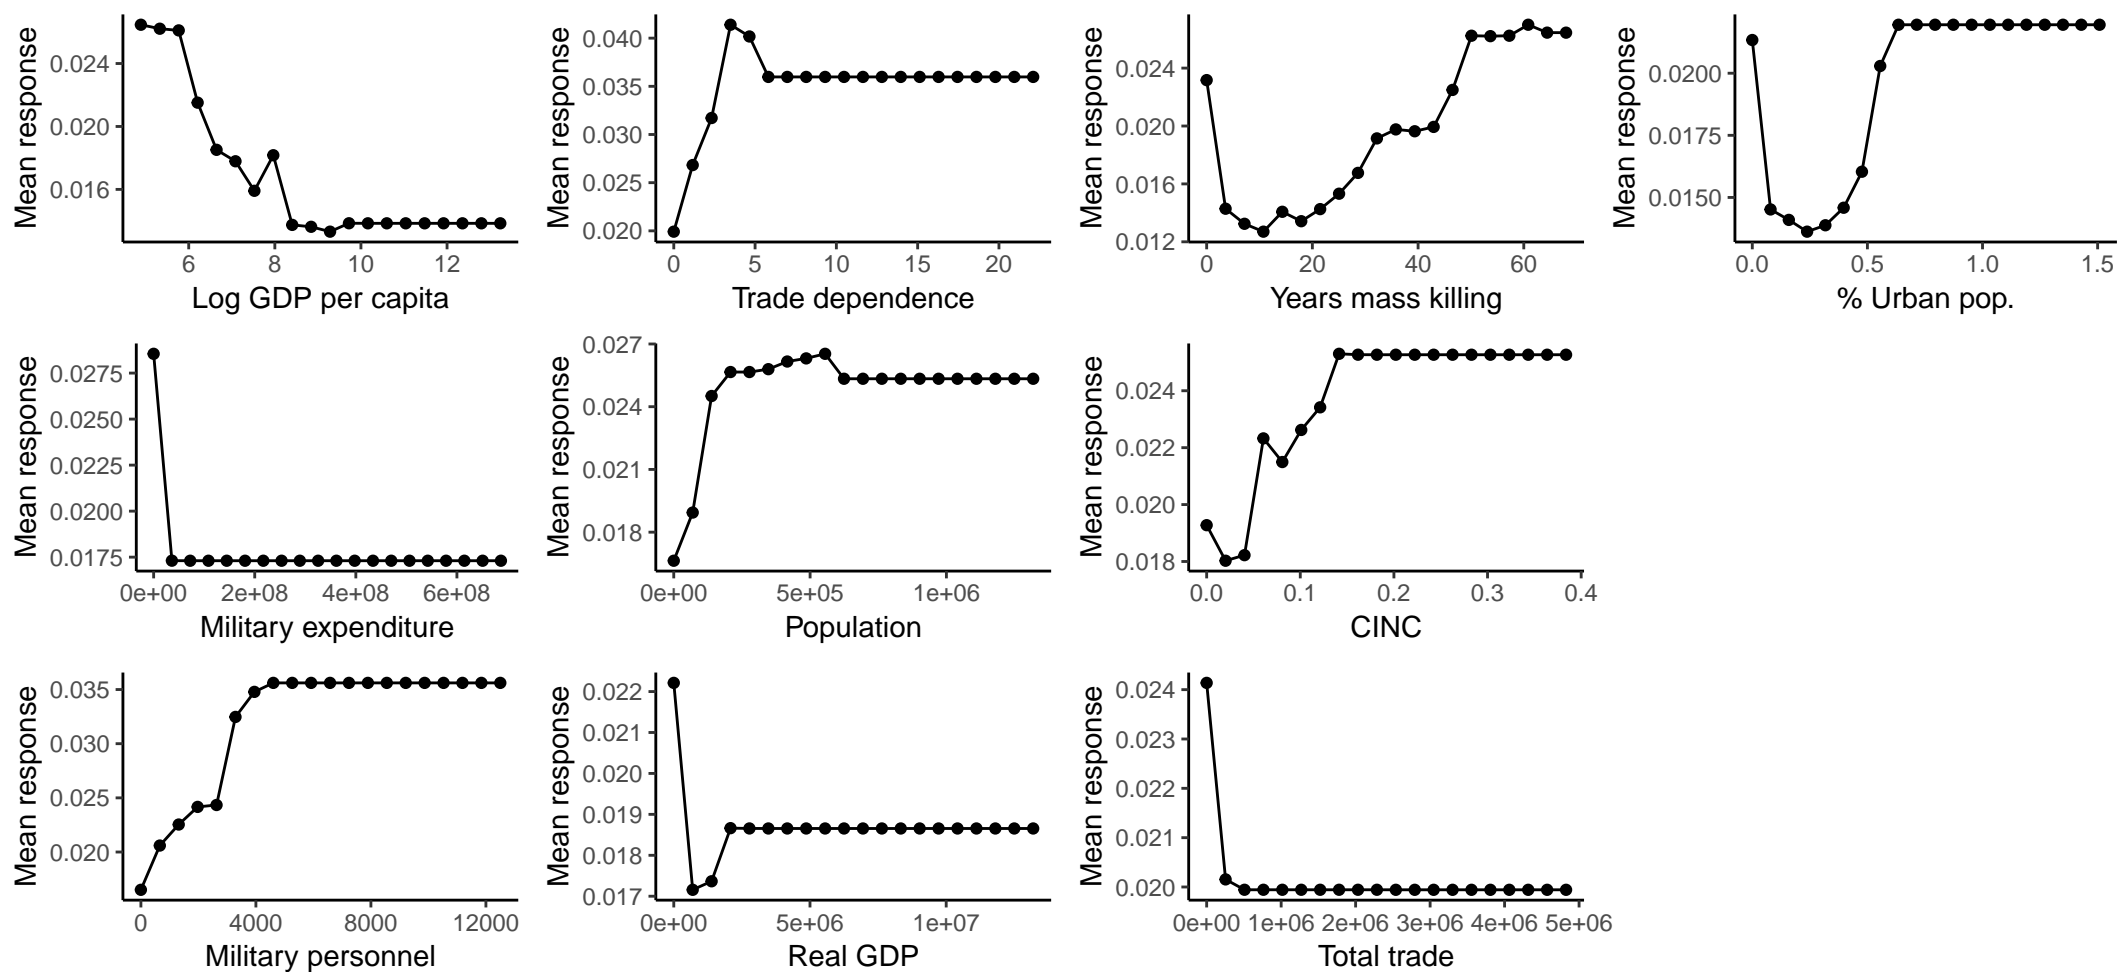 Mean response
0.024
0.020
0.016
6 8 10 12
Log GDP per capita
Mean response
0.040
0.035
0.030
0.025
0.020
0 5 10 15 20
Trade dependence
Mean response
0.024
0.020
0.016
0.012
0 20 40 60
Years mass killing
Mean response
0.0200
0.0175
0.0150
0.0 0.5 1.0 1.5
% Urban pop.
Mean response
0.0275
0.0250
0.0225
0.0200
0.0175
0e+00 2e+08 4e+08 6e+08
Military expenditure
Mean response
0.027
0.024
0.021
0.018
0e+00 5e+05 1e+06
Population
Mean response
0.024
0.022
0.020
0.018
0.0 0.1 0.2 0.3 0.4
CINC
Mean response
0.035
0.030
0.025
0.020
0 4000 8000 12000
Military personnel
Mean response
0.022
0.021
0.020
0.019
0.018
0.017
0e+00 5e+06 1e+07
Real GDP
Mean response
0.024
0.023
0.022
0.021
0.020
0e+00 1e+06 2e+06 3e+06 4e+06 5e+06
Total trade